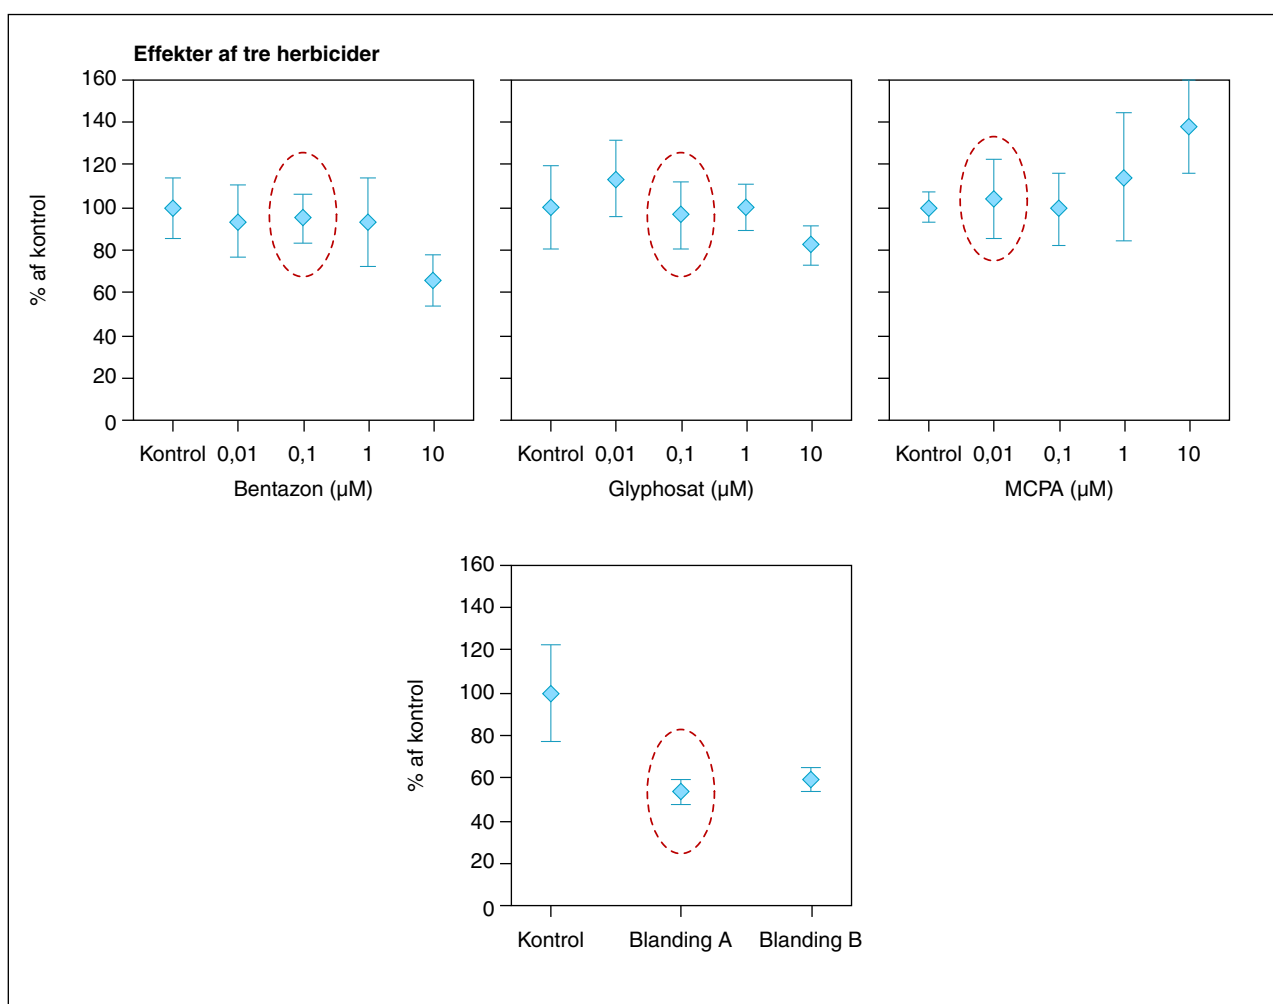 Effekter af tre herbicider
% af kontrol
160
140
120
100
80
60
40
20
0
Kontrol 0,01 0,1 1 10
Bentazon (µM)
Kontrol 0,01 0,1 1 10
Glyphosat (µM)
Kontrol 0,01 0,1 1 10
MCPA (µM)
% af kontrol
160
140
120
100
80
60
40
20
0
Kontrol Blanding A Blanding B